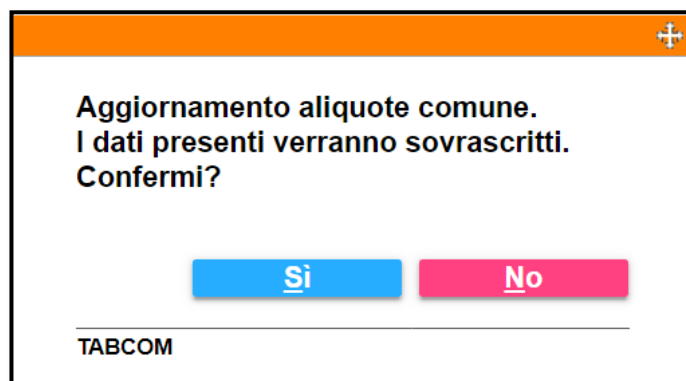 Aggiornamento aliquote comune.
I dati presenti verranno sovrascritti.
Confermi?
Sì No
TABCOM